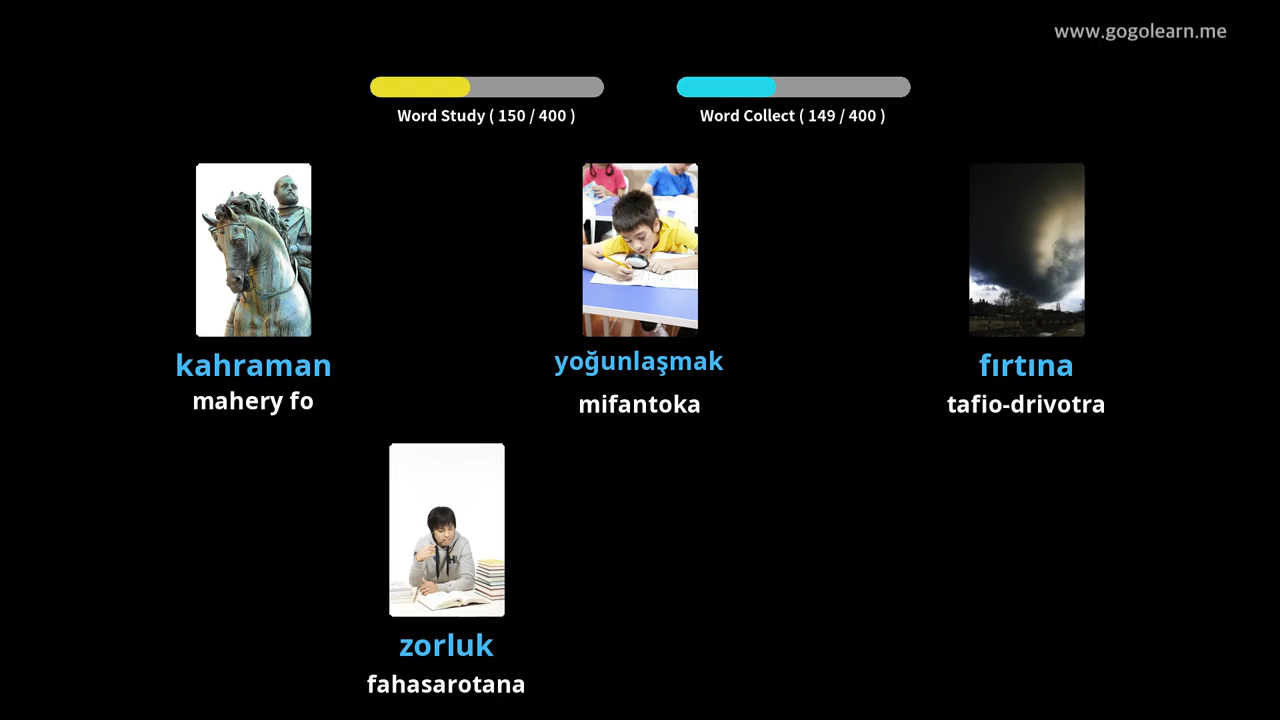 www.gogolearn.me
Word Study ( 150 / 400 )
Word Collect ( 149 / 400 )
kahraman
mahery fo
yoğunlaşmak
mifantoka
fırtına
tafio-drivotra
zorluk
fahasarotana